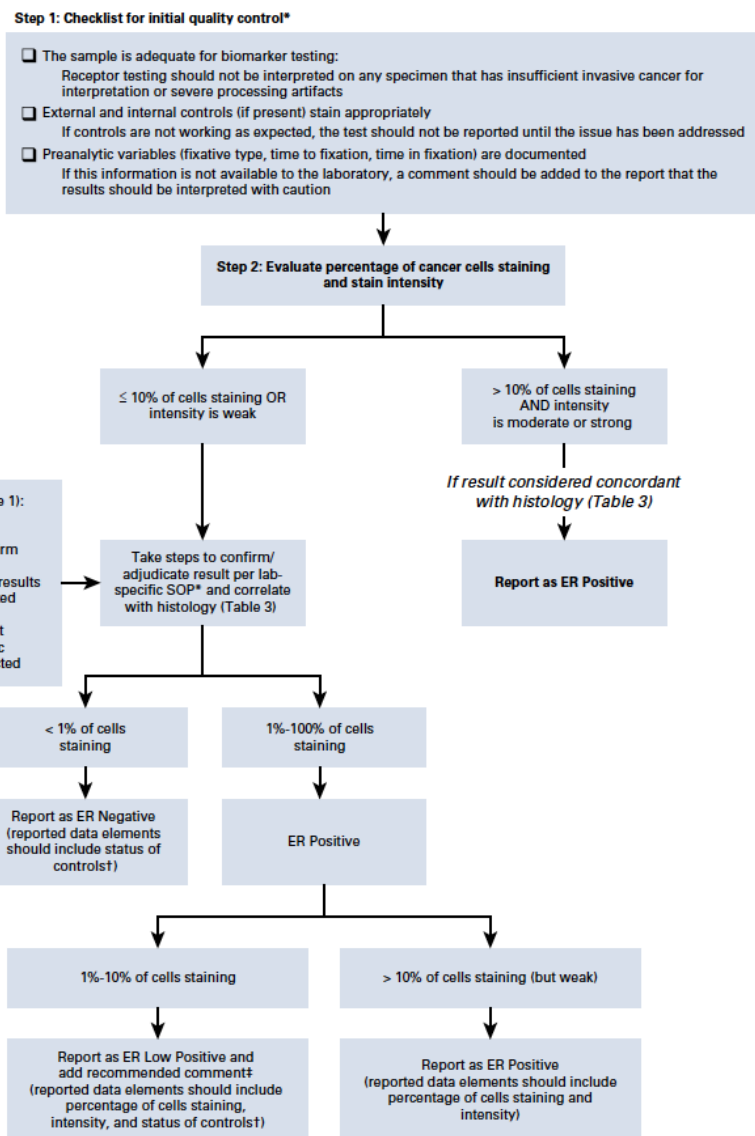 Step 1: Checklist for initial quality control*
The sample is adequate for biomarker testing:
Receptor testing should not be interpreted on any specimen that has insufficient invasive cancer for
interpretation or severe processing artifacts
External and internal controls (if present) stain appropriately
If controls are not working as expected, the test should not be reported until the issue has been addressed
Preanalytic variables (fixative type, time to fixation, time in fixation) are documented
If this information is not available to the laboratory, a comment should be added to the report that the
results should be interpreted with caution
Step 2: Evaluate percentage of cancer cells staining
and stain intensity
≤ 10% of cells staining OR
intensity is weak
> 10% of cells staining
AND intensity
is moderate or strong
If result considered concordant
with histology (Table 3)
1):
results
Take steps to confirm/
adjudicate result per lab-
specific SOP* and correlate
with histology (Table 3)
Report as ER Positive
< 1% of cells
staining
1%-100% of cells
staining
Report as ER Negative
(reported data elements
should include status of
controls†)
ER Positive
1%-10% of cells staining
> 10% of cells staining (but weak)
Report as ER Low Positive and
add recommended comment‡
(reported data elements should include
percentage of cells staining,
intensity, and status of controls†)
Report as ER Positive
(reported data elements should include
percentage of cells staining and
intensity)